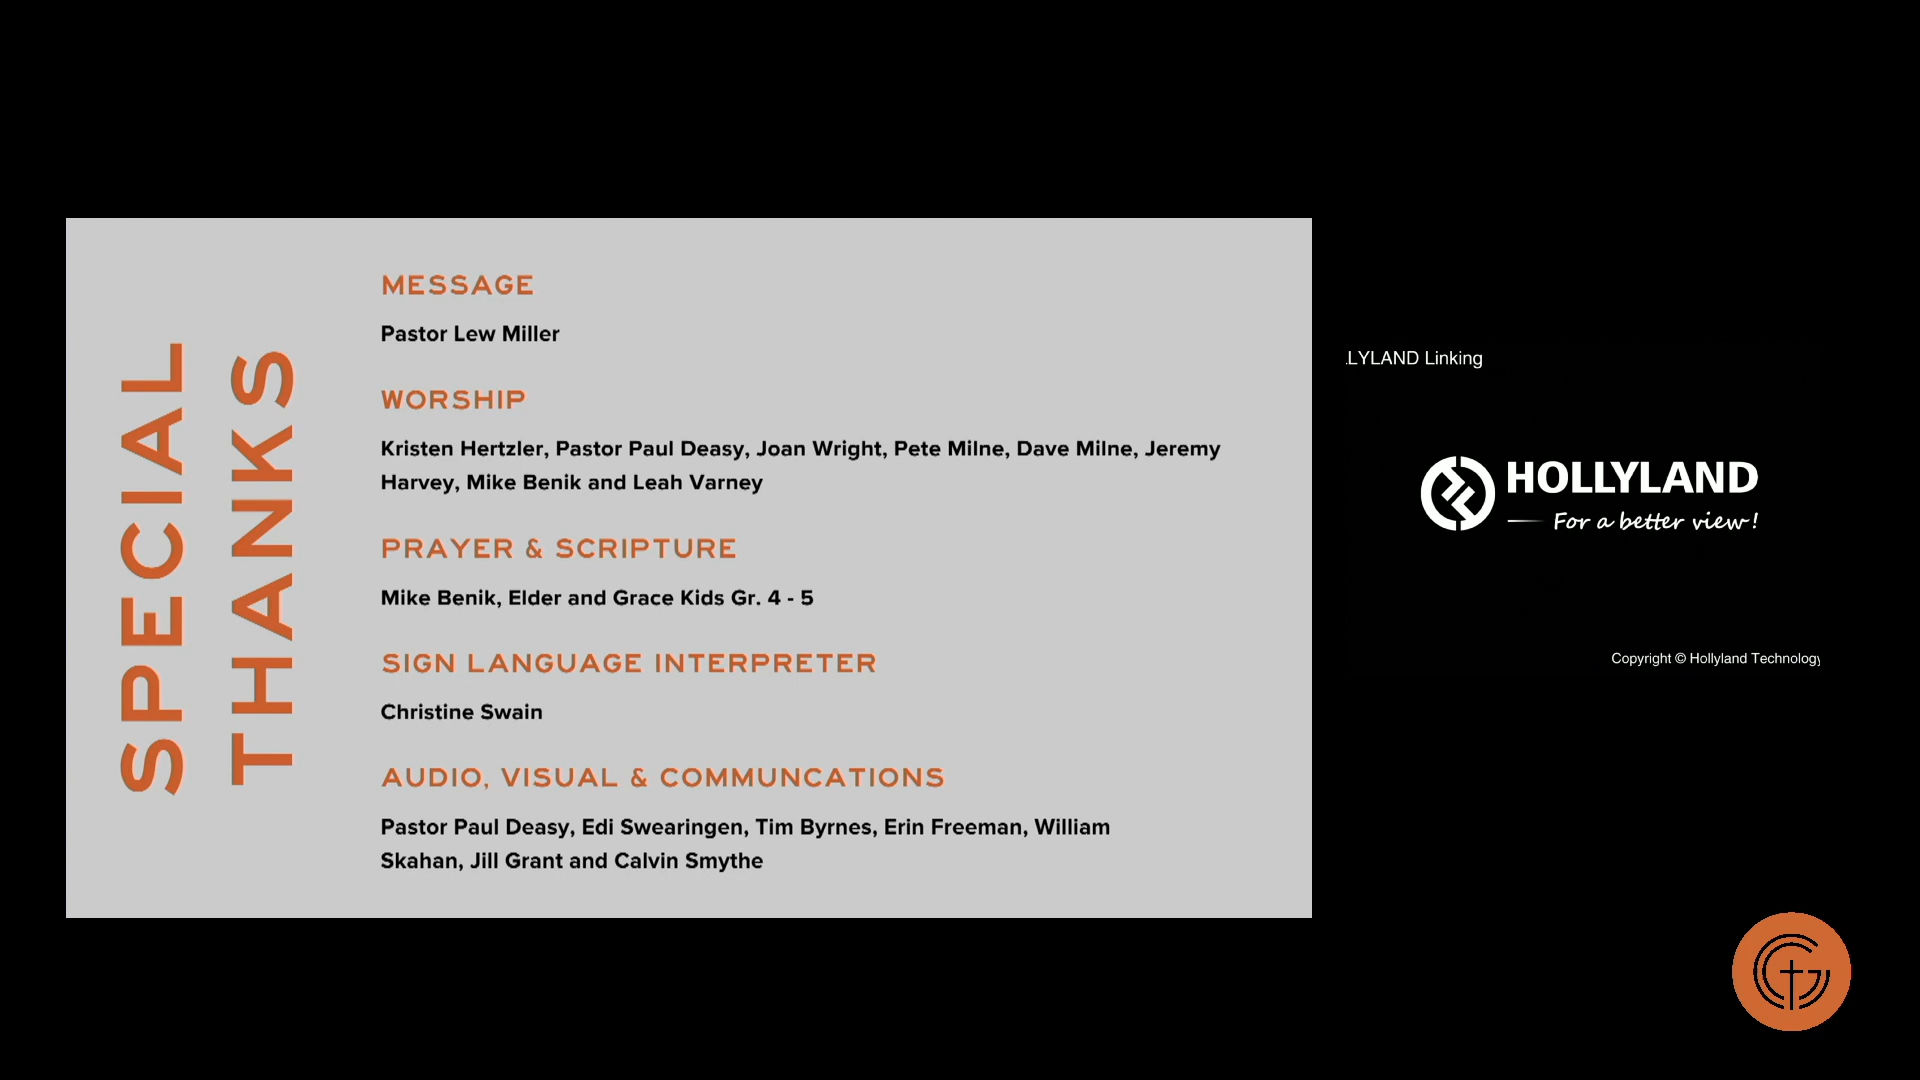 SPECIAL
THANKS
MESSAGE
Pastor Lew Miller
WORSHIP
Kristen Hertzler, Pastor Paul Deasy, Joan Wright, Pete Milne, Dave Milne, Jeremy
Harvey, Mike Benik and Leah Varney
PRAYER & SCRIPTURE
Mike Benik, Elder and Grace Kids Gr. 4 - 5
SIGN LANGUAGE INTERPRETER
Christine Swain
AUDIO, VISUAL & COMMUNCATIONS
Pastor Paul Deasy, Edi Swearingen, Tim Byrnes, Erin Freeman, William
Skahan, Jill Grant and Calvin Smythe
LYLAND Linking
HOLLYLAND
For a better view!
Copyright © Hollyland Technology